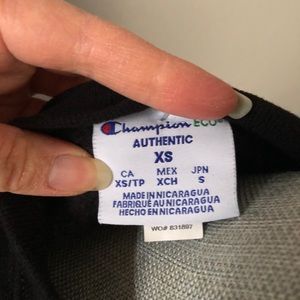 Champion ECO
AUTHENTIC
XS
CA MEX JPN
XS/TP XCH S
MADE IN NICARAGUA
FABRIQUÉ AU NICARAGUA
HECHO EN NICARAGUA
WO# 831897